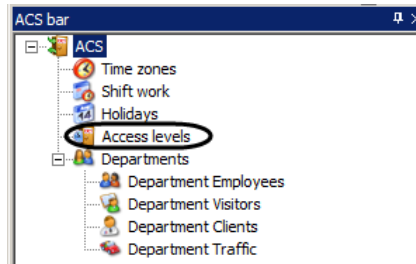 ACS bar
ACS
Time zones
Shift work
Holidays
Access levels
Departments
Department Employees
Department Visitors
Department Clients
Department Traffic